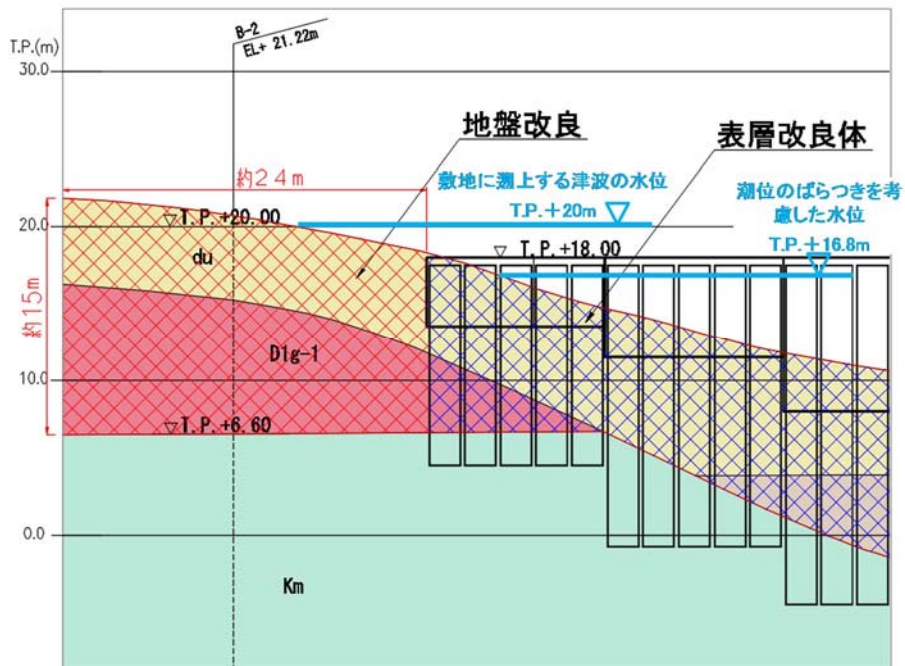 B-2
EL+ 21.22m
T.P.(m)
30.0
地盤改良
表層改良体
約24m
敷地に遡上する津波の水位
T.P.+20m
潮位のばらつきを考
慮した水位
T.P.+16.8m
20.0
▽T.P.+20.00
▽ T.P.+18.00
du
約15m
D1g-1
10.0
▽T.P.+6.60
0.0
Km